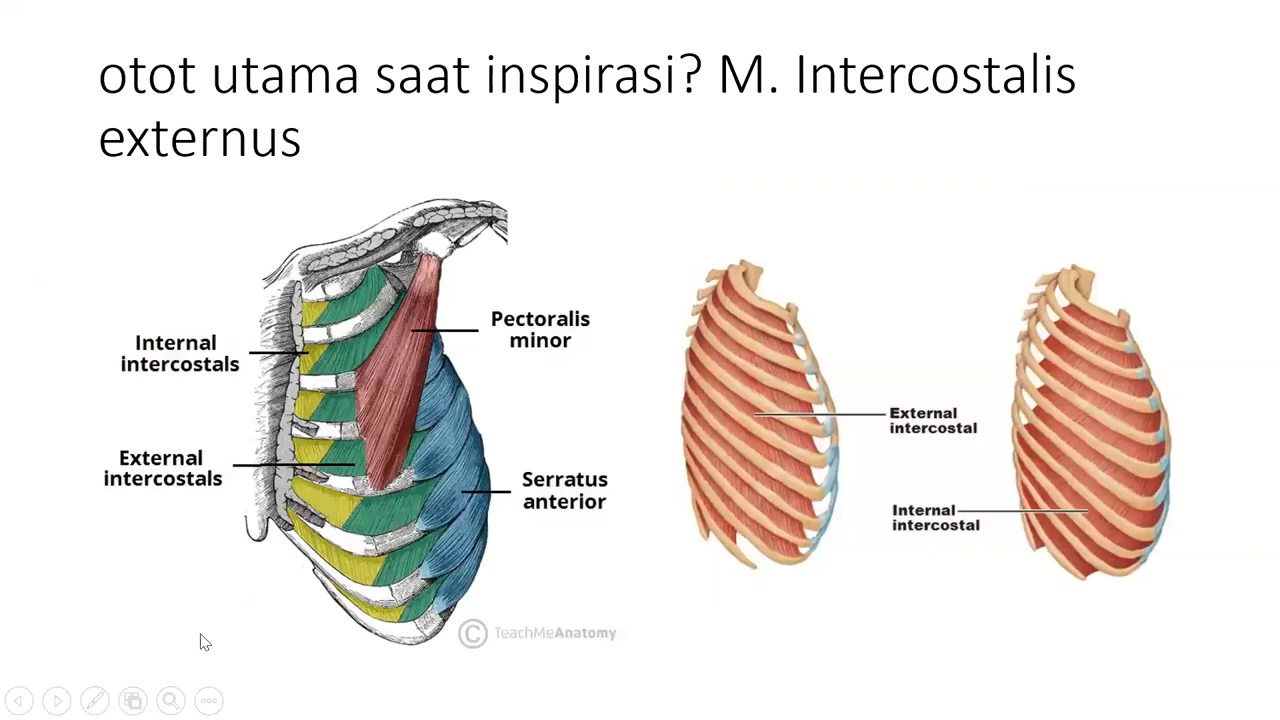 otot utama saat inspirasi? M. Intercostalis
externus
Internal
intercostals
External
intercostals
Pectoralis
minor
Serratus
anterior
© TeachMeAnatomy
External
intercostal
Internal
intercostal